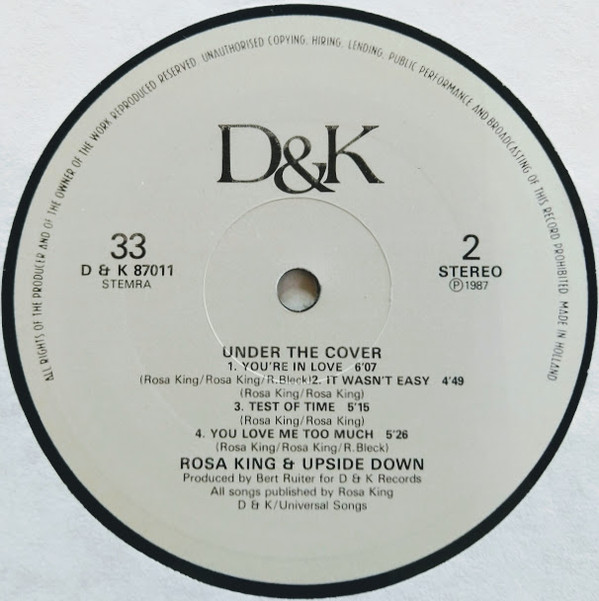 ALL RIGHTS OF THE PRODUCER AND OF THE OWNER OF THE WORK REPRODUCED RESERVED. UNAUTHORISED COPYING, HIRING, LENDING, PUBLIC PERFORMANCE AND BROADCASTING OF THIS RECORD PROHIBITED MADE IN HOLLAND
D&K
33
D & K 87011
STEMRA
2
STEREO
Ⓟ1987
UNDER THE COVER
1. YOU'RE IN LOVE 6'07
(Rosa King/Rosa King/R.Bleck)2. IT WASN'T EASY 4'49
(Rosa King/Rosa King)
3. TEST OF TIME 5'15
(Rosa King/Rosa King)
4. YOU LOVE ME TOO MUCH 5'26
(Rosa King/Rosa King/R.Bleck)
ROSA KING & UPSIDE DOWN
Produced by Bert Ruiter for D & K Records
All songs published by Rosa King
D & K/Universal Songs